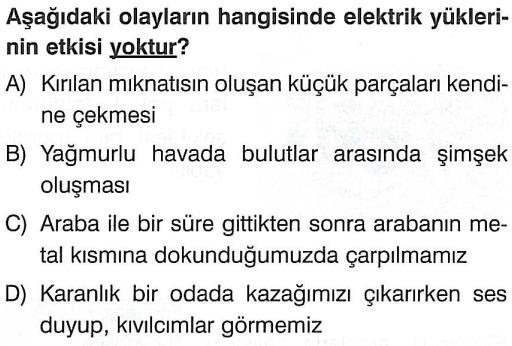 Aşağıdaki olayların hangisinde elektrik yükleri-
nin etkisi yoktur?
A) Kırılan mıknatısın oluşan küçük parçaları kendi-
ne çekmesi
B) Yağmurlu havada bulutlar arasında şimşek
oluşması
C) Araba ile bir süre gittikten sonra arabanın me-
tal kısmına dokunduğumuzda çarpılmamız
D) Karanlık bir odada kazağımızı çıkarırken ses
duyup, kıvılcımlar görmemiz